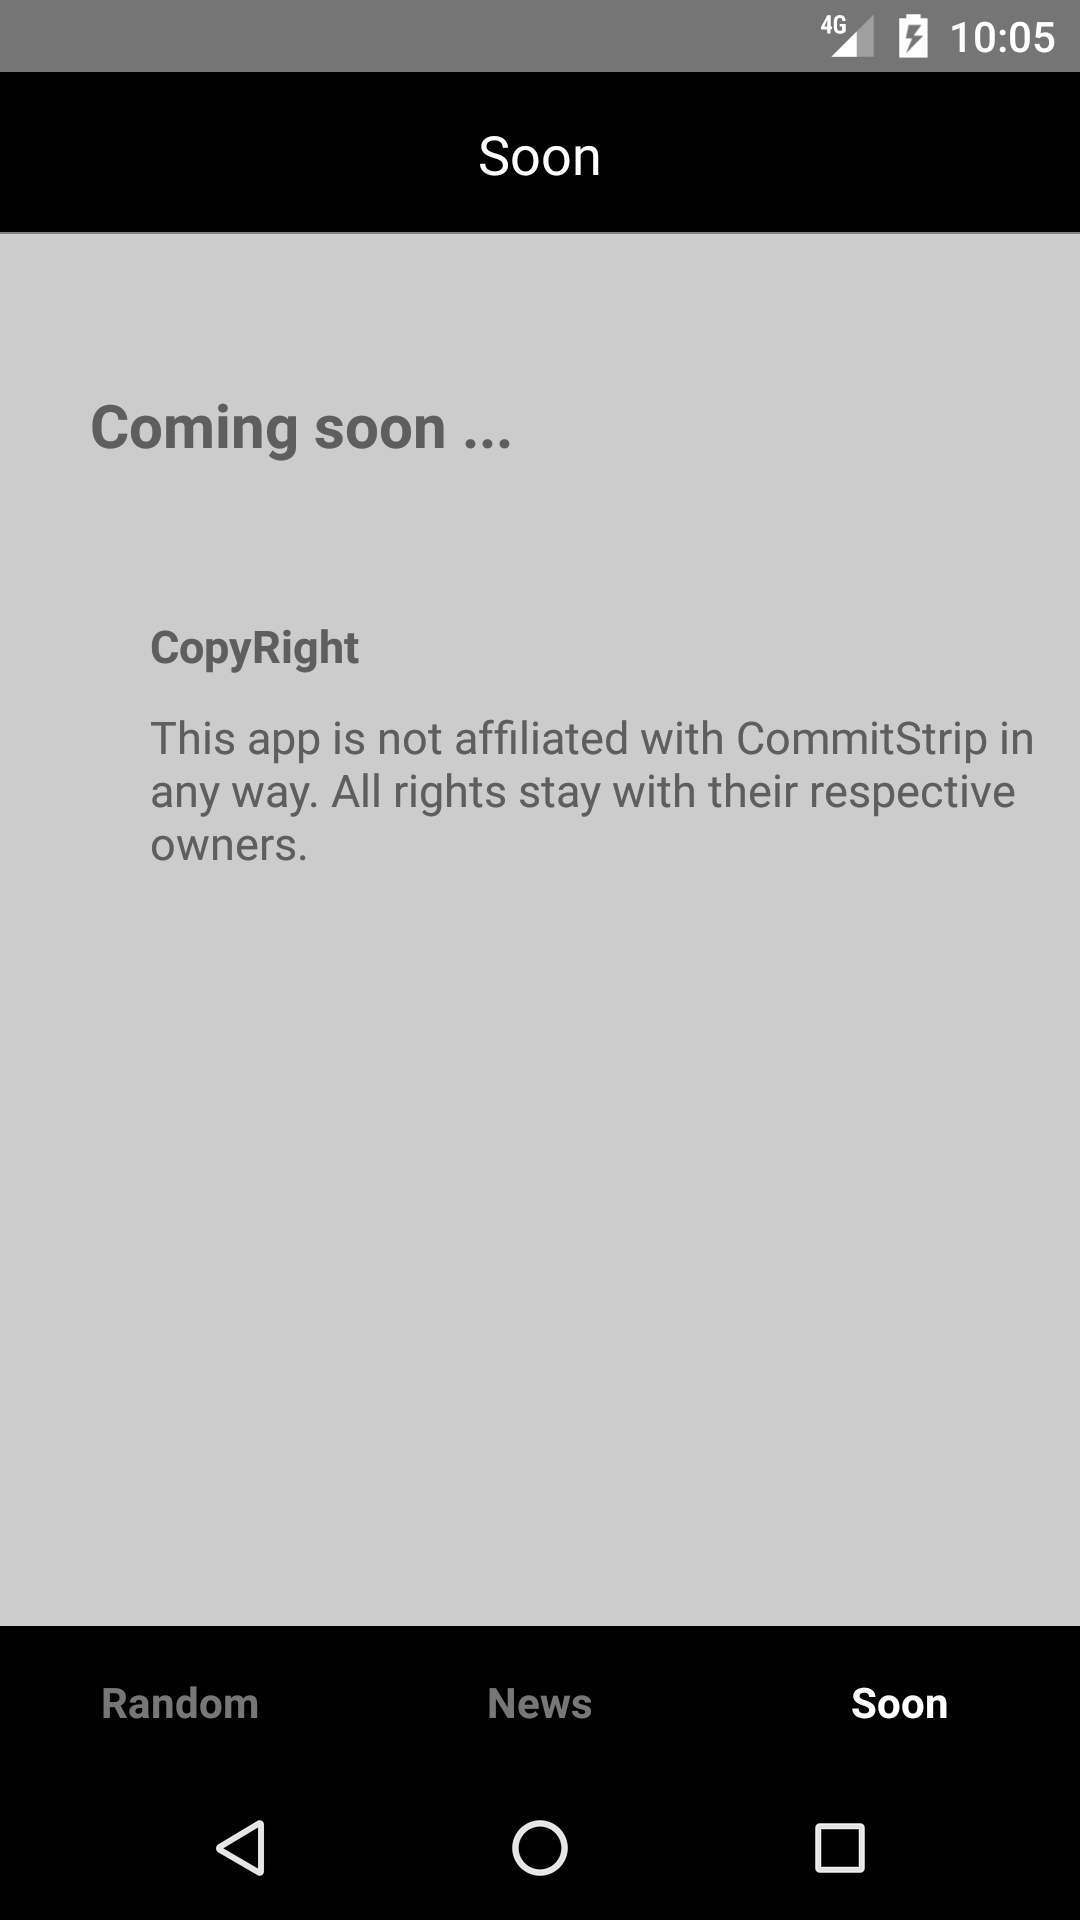 4G 10:05
Soon
Coming soon ...
CopyRight
This app is not affiliated with CommitStrip in
any way. All rights stay with their respective
owners.
Random News Soon